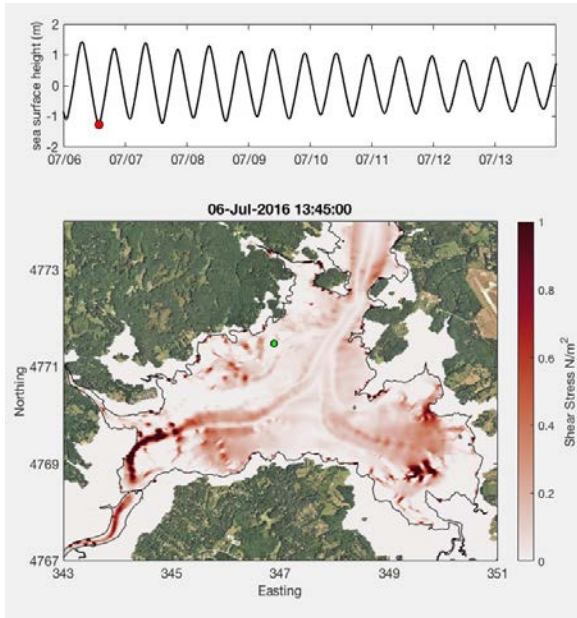 2
1
0
-1
-2
sea surface height (m)
07/06 07/07 07/08 07/09 07/10 07/11 07/12 07/13
06-Jul-2016 13:45:00
4773
4771
4769
4767
Northing
343 345 347 349 351
Easting
1
0.8
0.6
0.4
0.2
0
Shear Stress N/m²